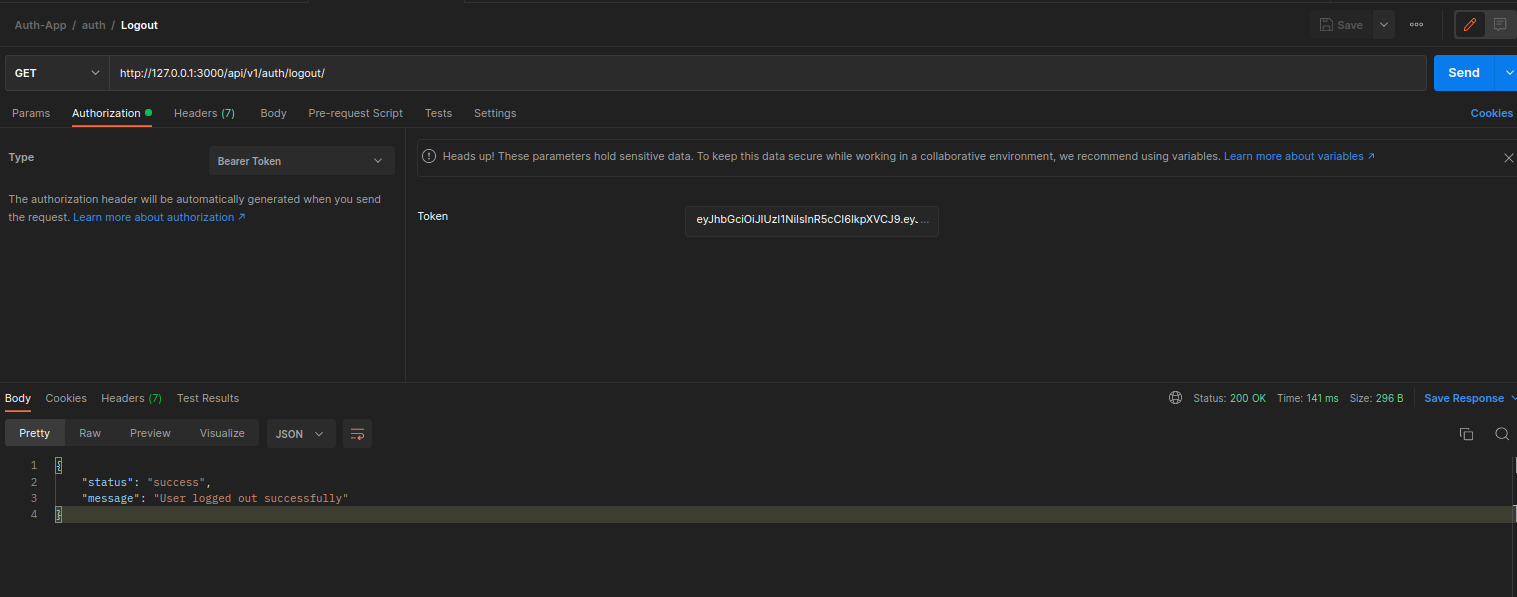 Auth-App / auth / Logout
Save
GET
http://127.0.0.1:3000/api/v1/auth/logout/
Send
Params
Authorization
Headers (7)
Body
Pre-request Script
Tests
Settings
Cookies
Type
Bearer Token
Heads up! These parameters hold sensitive data. To keep this data secure while working in a collaborative environment, we recommend using variables. Learn more about variables ↗
The authorization header will be automatically generated when you send
the request. Learn more about authorization ↗
Token
eyJhbGciOiJIUzI1NiIsInR5cCI6IkpXVCJ9.ey. ...
Body
Cookies
Headers (7)
Test Results
Status: 200 OK
Time: 141 ms
Size: 296 B
Save Response
Pretty
Raw
Preview
Visualize
JSON
1 {
2 "status": "success",
3 "message": "User logged out successfully"
4 }